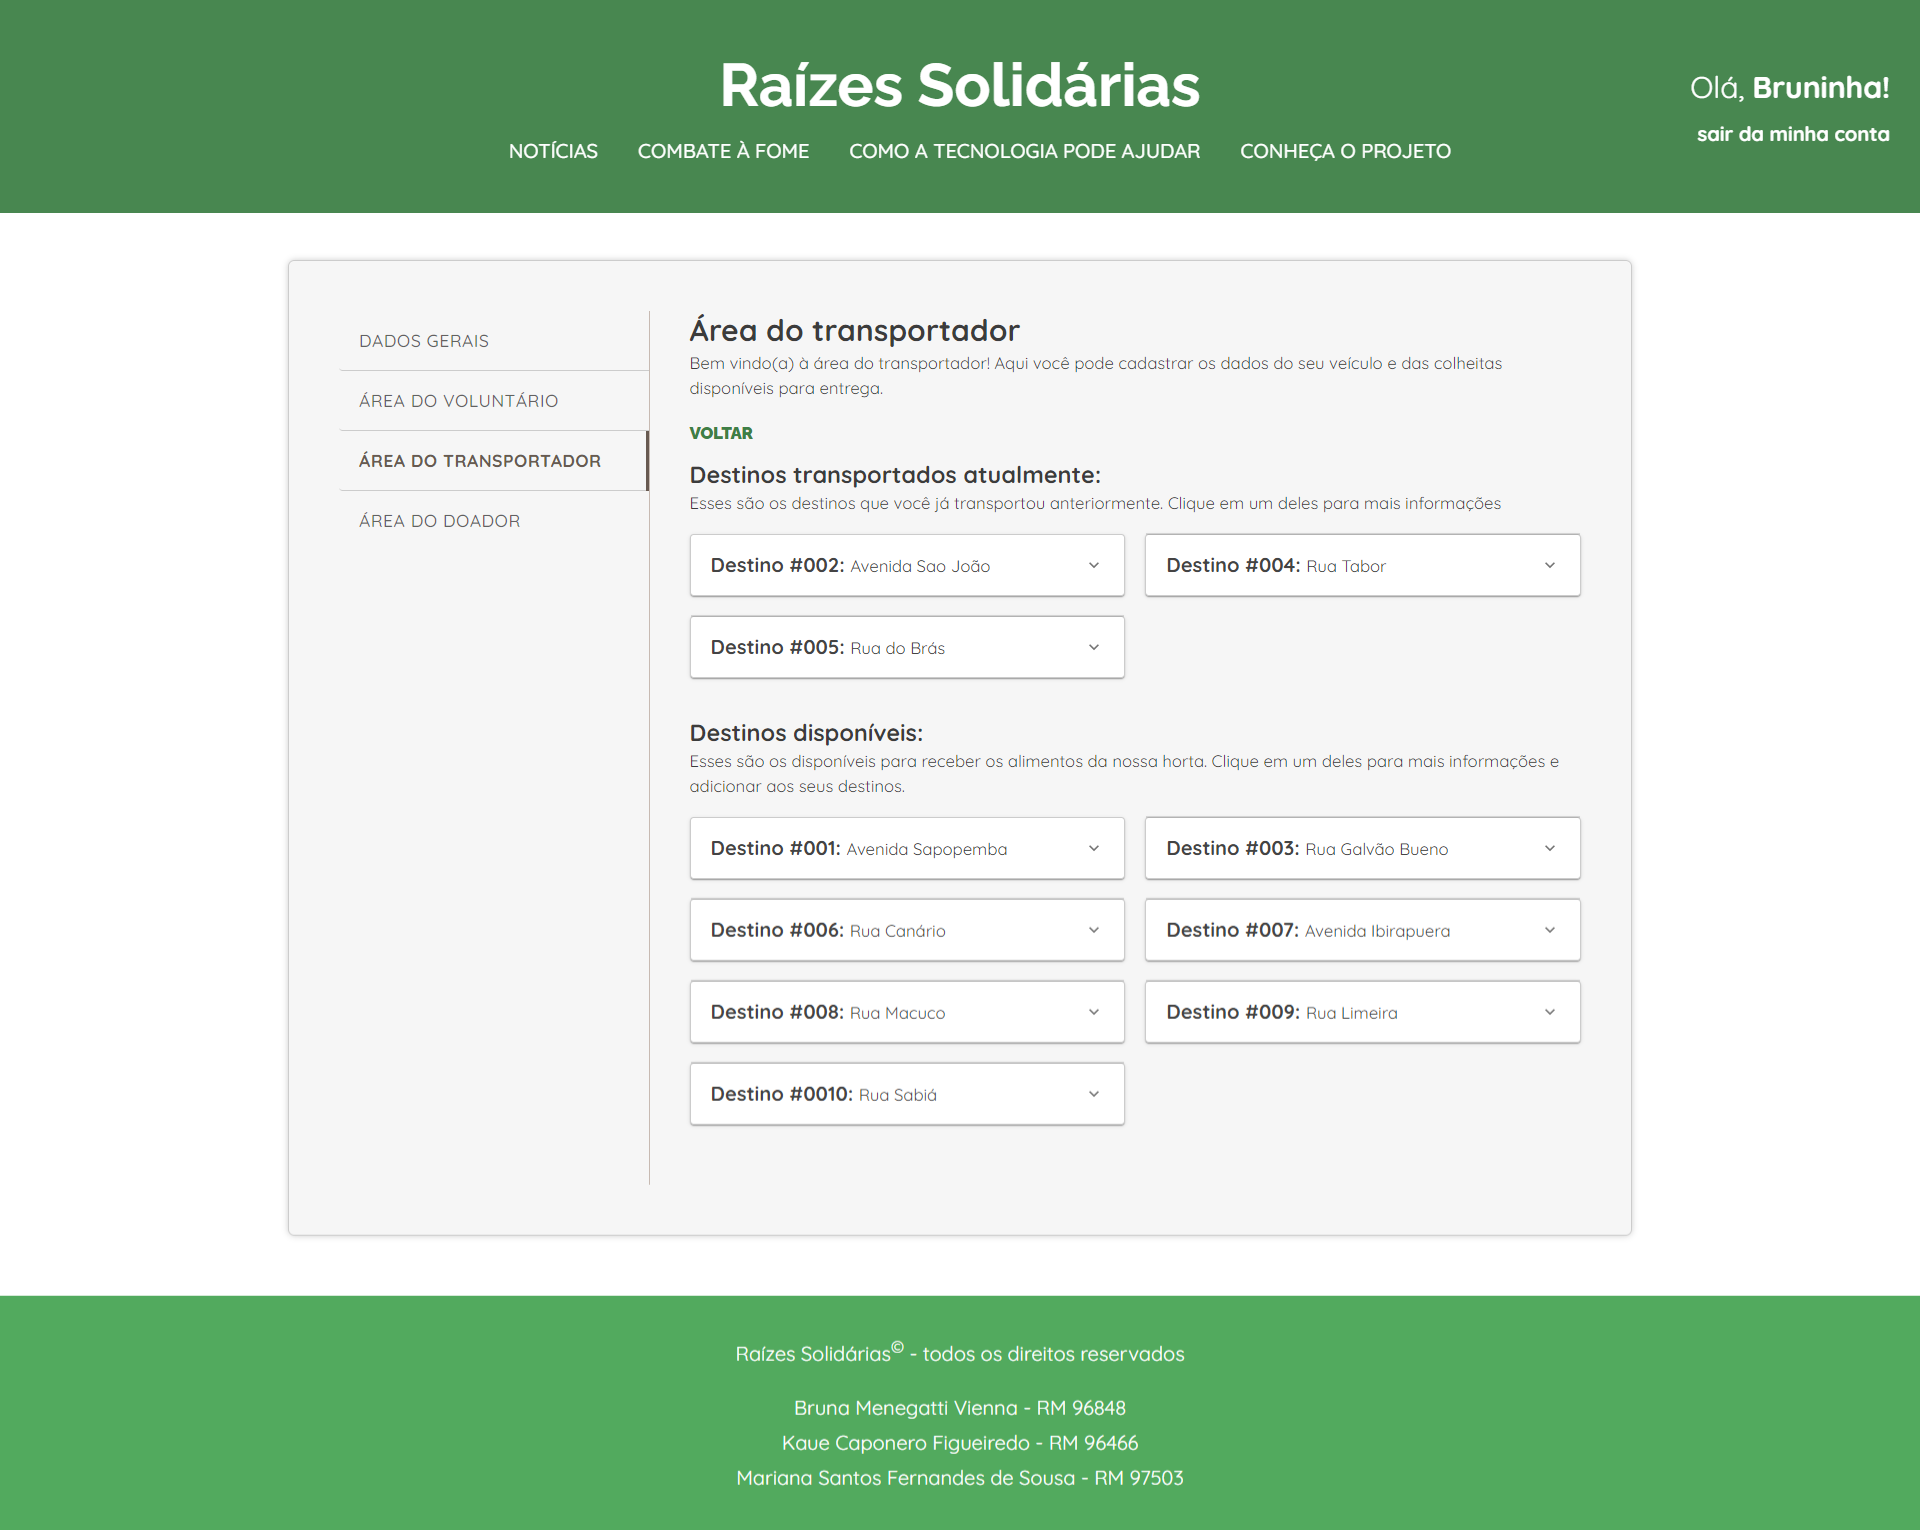 Raízes Solidárias
NOTÍCIAS COMBATE À FOME COMO A TECNOLOGIA PODE AJUDAR CONHEÇA O PROJETO
Olá, Bruninha!
sair da minha conta
DADOS GERAIS
ÁREA DO VOLUNTÁRIO
ÁREA DO TRANSPORTADOR
ÁREA DO DOADOR
Área do transportador
Bem vindo(a) à área do transportador! Aqui você pode cadastrar os dados do seu veículo e das colheitas
disponíveis para entrega.
VOLTAR
Destinos transportados atualmente:
Esses são os destinos que você já transportou anteriormente. Clique em um deles para mais informações
Destino #002: Avenida Sao João
Destino #004: Rua Tabor
Destino #005: Rua do Brás
Destinos disponíveis:
Esses são os disponíveis para receber os alimentos da nossa horta. Clique em um deles para mais informações e
adicionar aos seus destinos.
Destino #001: Avenida Sapopemba
Destino #003: Rua Galvão Bueno
Destino #006: Rua Canário
Destino #007: Avenida Ibirapuera
Destino #008: Rua Macuco
Destino #009: Rua Limeira
Destino #0010: Rua Sabiá
Raízes Solidárias© - todos os direitos reservados
Bruna Menegatti Vienna - RM 96848
Kaue Caponero Figueiredo - RM 96466
Mariana Santos Fernandes de Sousa - RM 97503